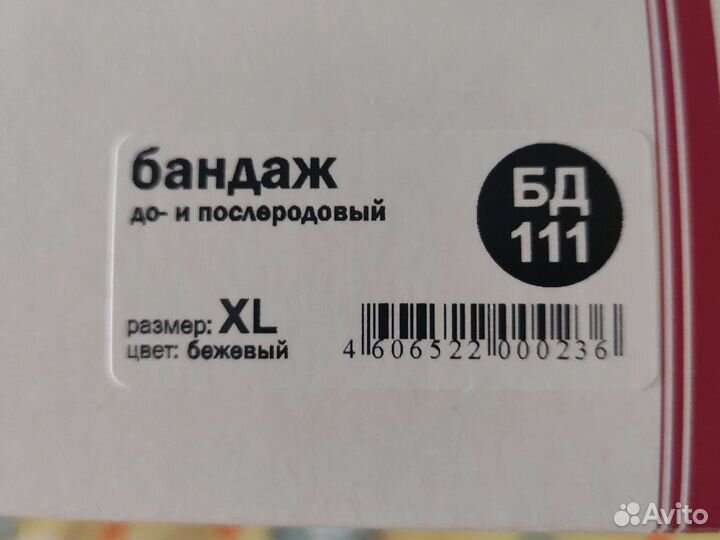 бандаж
до- и послеродовый
БД
111
размер: XL
цвет: бежевый
4 606522 000236
Avito